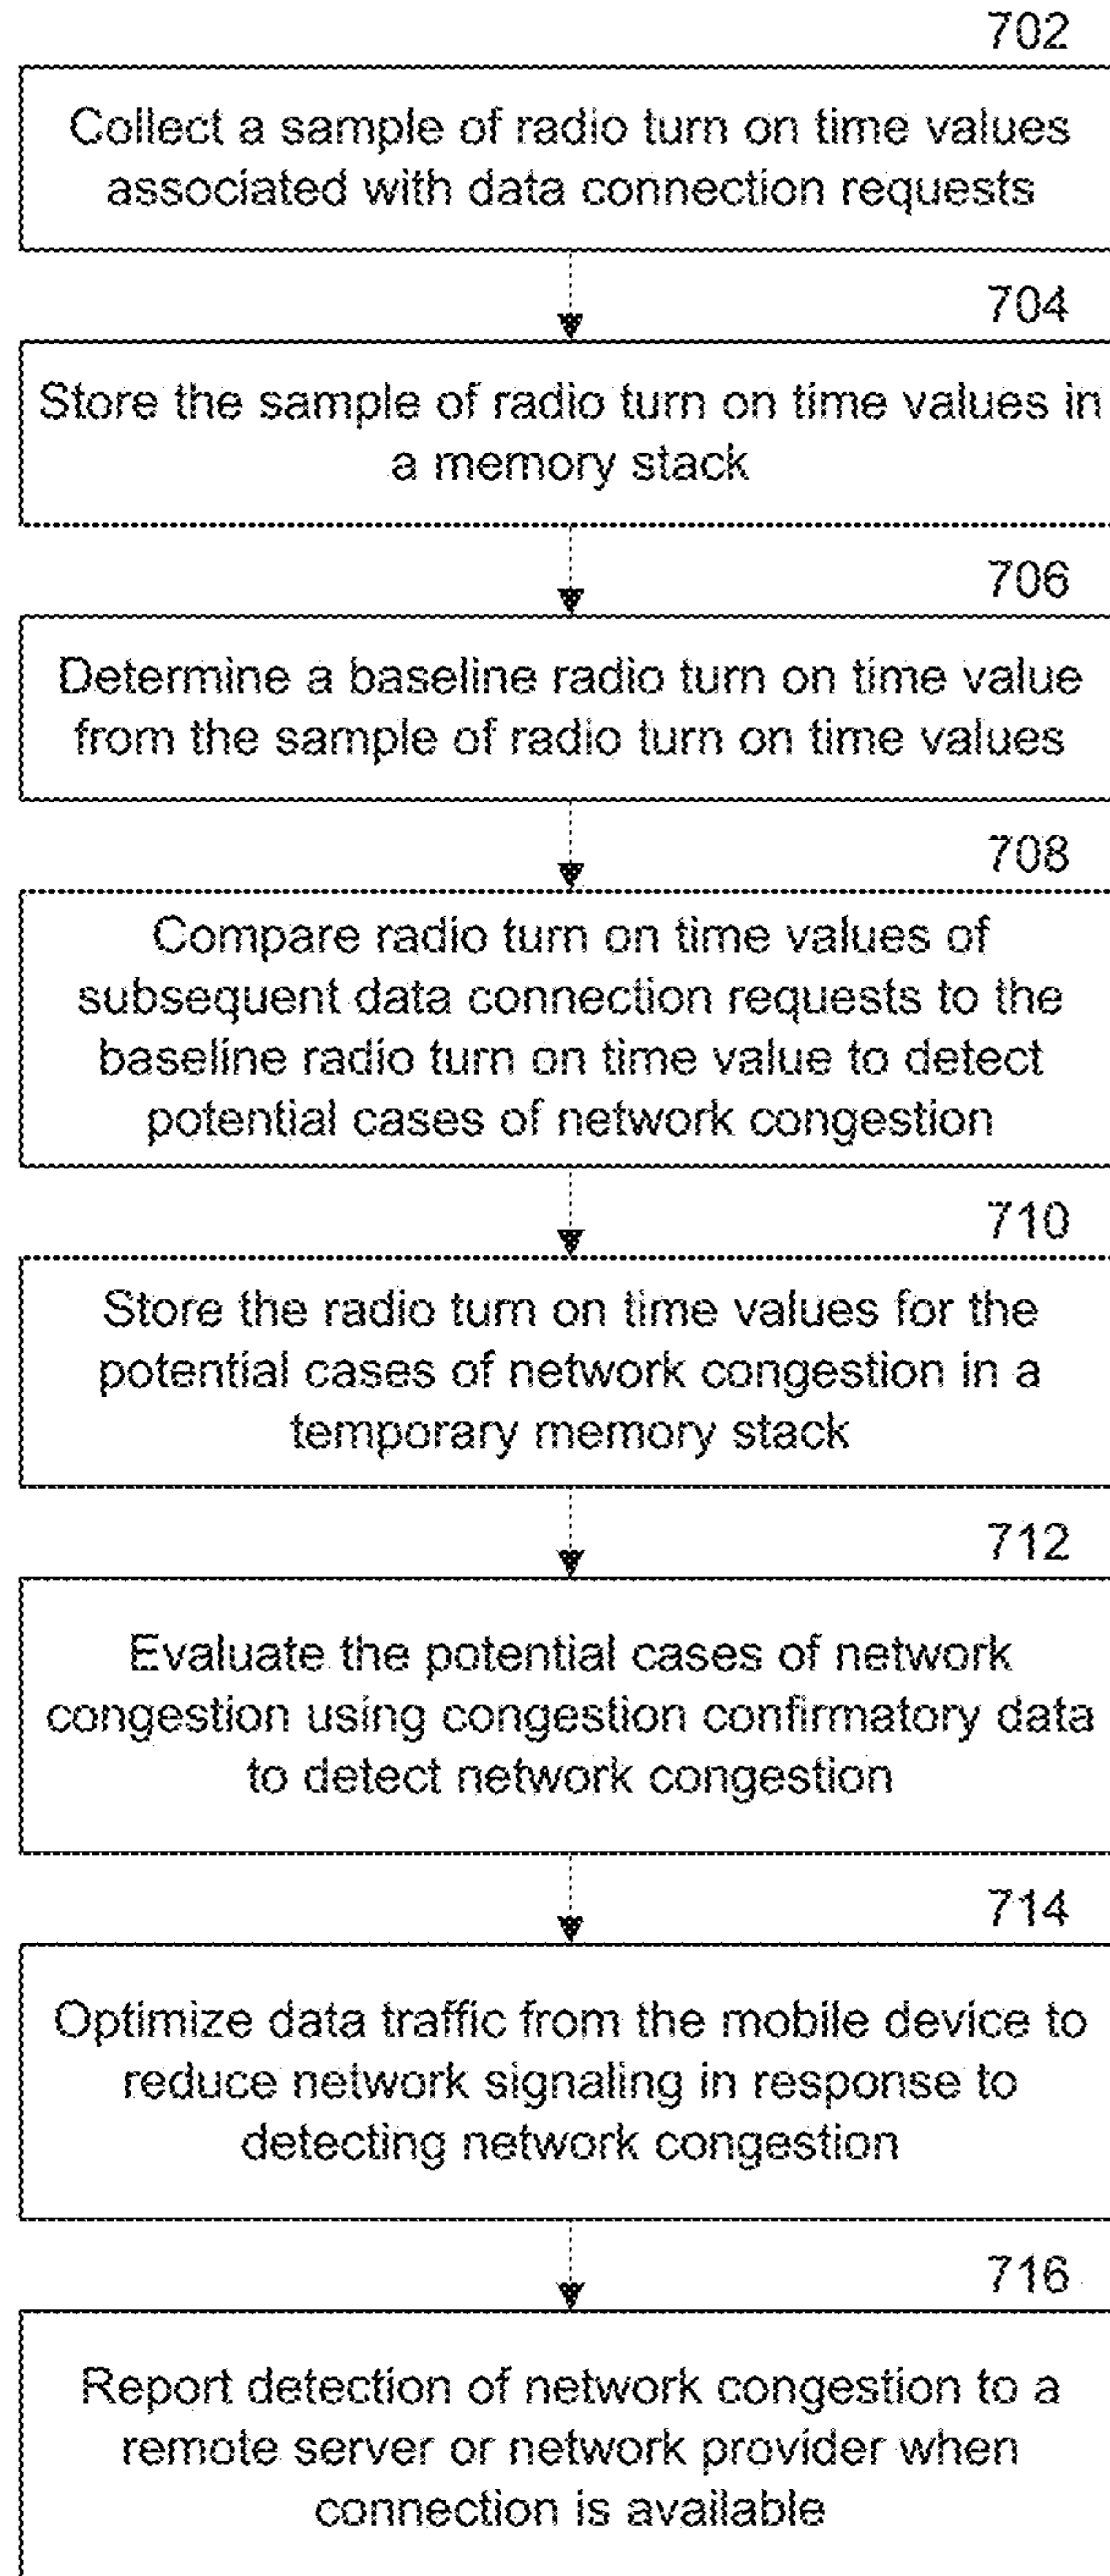 702
Collect a sample of radio turn on time values
associated with data connection requests
704
Store the sample of radio turn on time values in
a memory stack
706
Determine a baseline radio turn on time value
from the sample of radio turn on time values
708
Compare radio turn on time values of
subsequent data connection requests to the
baseline radio turn on time value to detect
potential cases of network congestion
710
Store the radio turn on time values for the
potential cases of network congestion in a
temporary memory stack
712
Evaluate the potential cases of network
congestion using congestion confirmatory data
to detect network congestion
714
Optimize data traffic from the mobile device to
reduce network signaling in response to
detecting network congestion
716
Report detection of network congestion to a
remote server or network provider when
connection is available